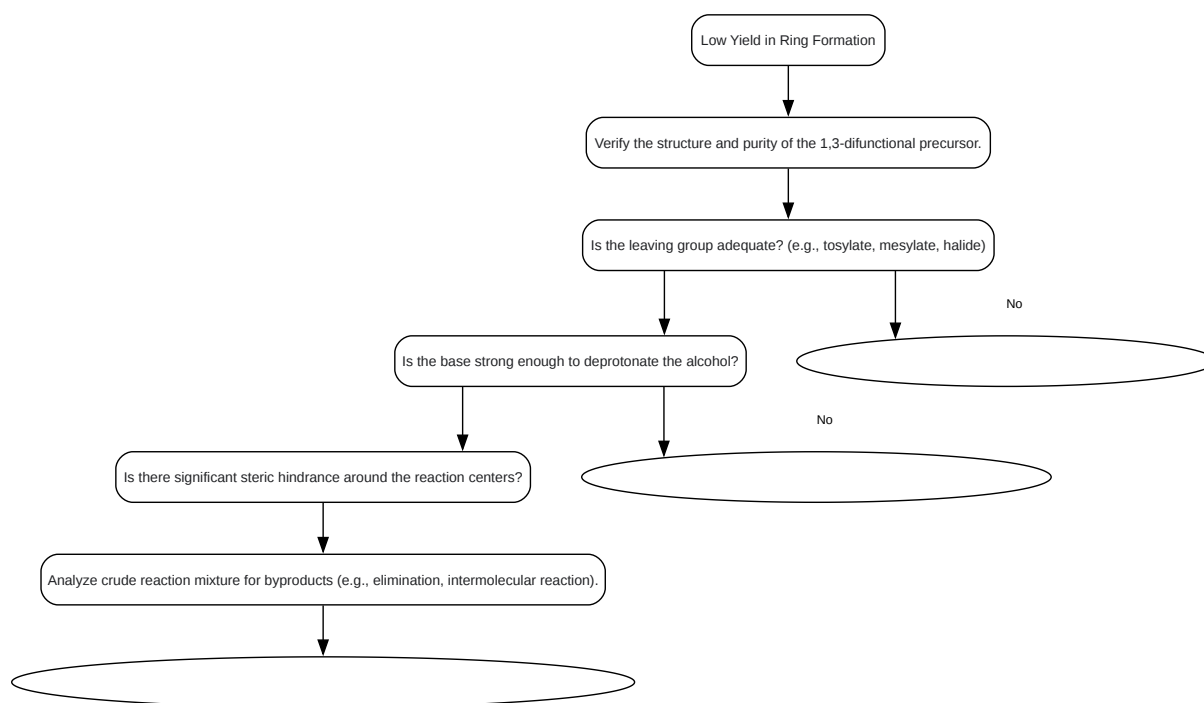 Low Yield in Ring Formation
Verify the structure and purity of the 1,3-difunctional precursor.
Is the leaving group adequate? (e.g., tosylate, mesylate, halide)
No
Is the base strong enough to deprotonate the alcohol?
No
Is there significant steric hindrance around the reaction centers?
Analyze crude reaction mixture for byproducts (e.g., elimination, intermolecular reaction).